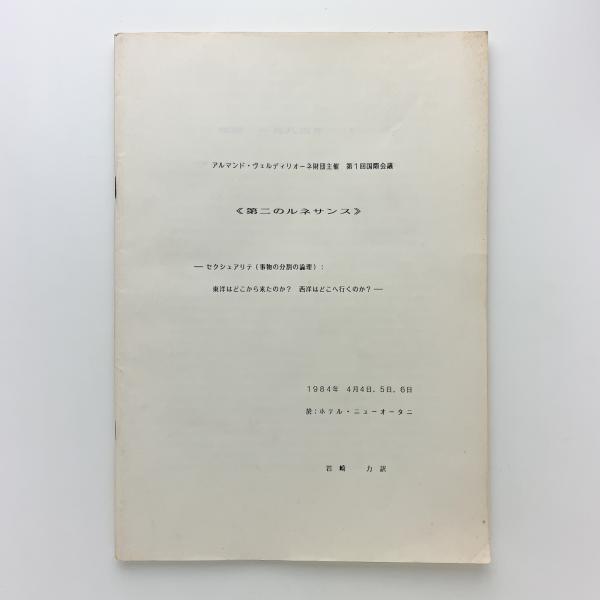 アルマンド・ヴェルディリオーネ財団主催　第1回国際会議
《第二のルネサンス》
― セクシュアリテ（事物の分割の論理）：
東洋はどこから来たのか？　西洋はどこへ行くのか？ ―
1984年　4月4日、5日、6日
於：ホテル・ニューオータニ
岩崎　力訳